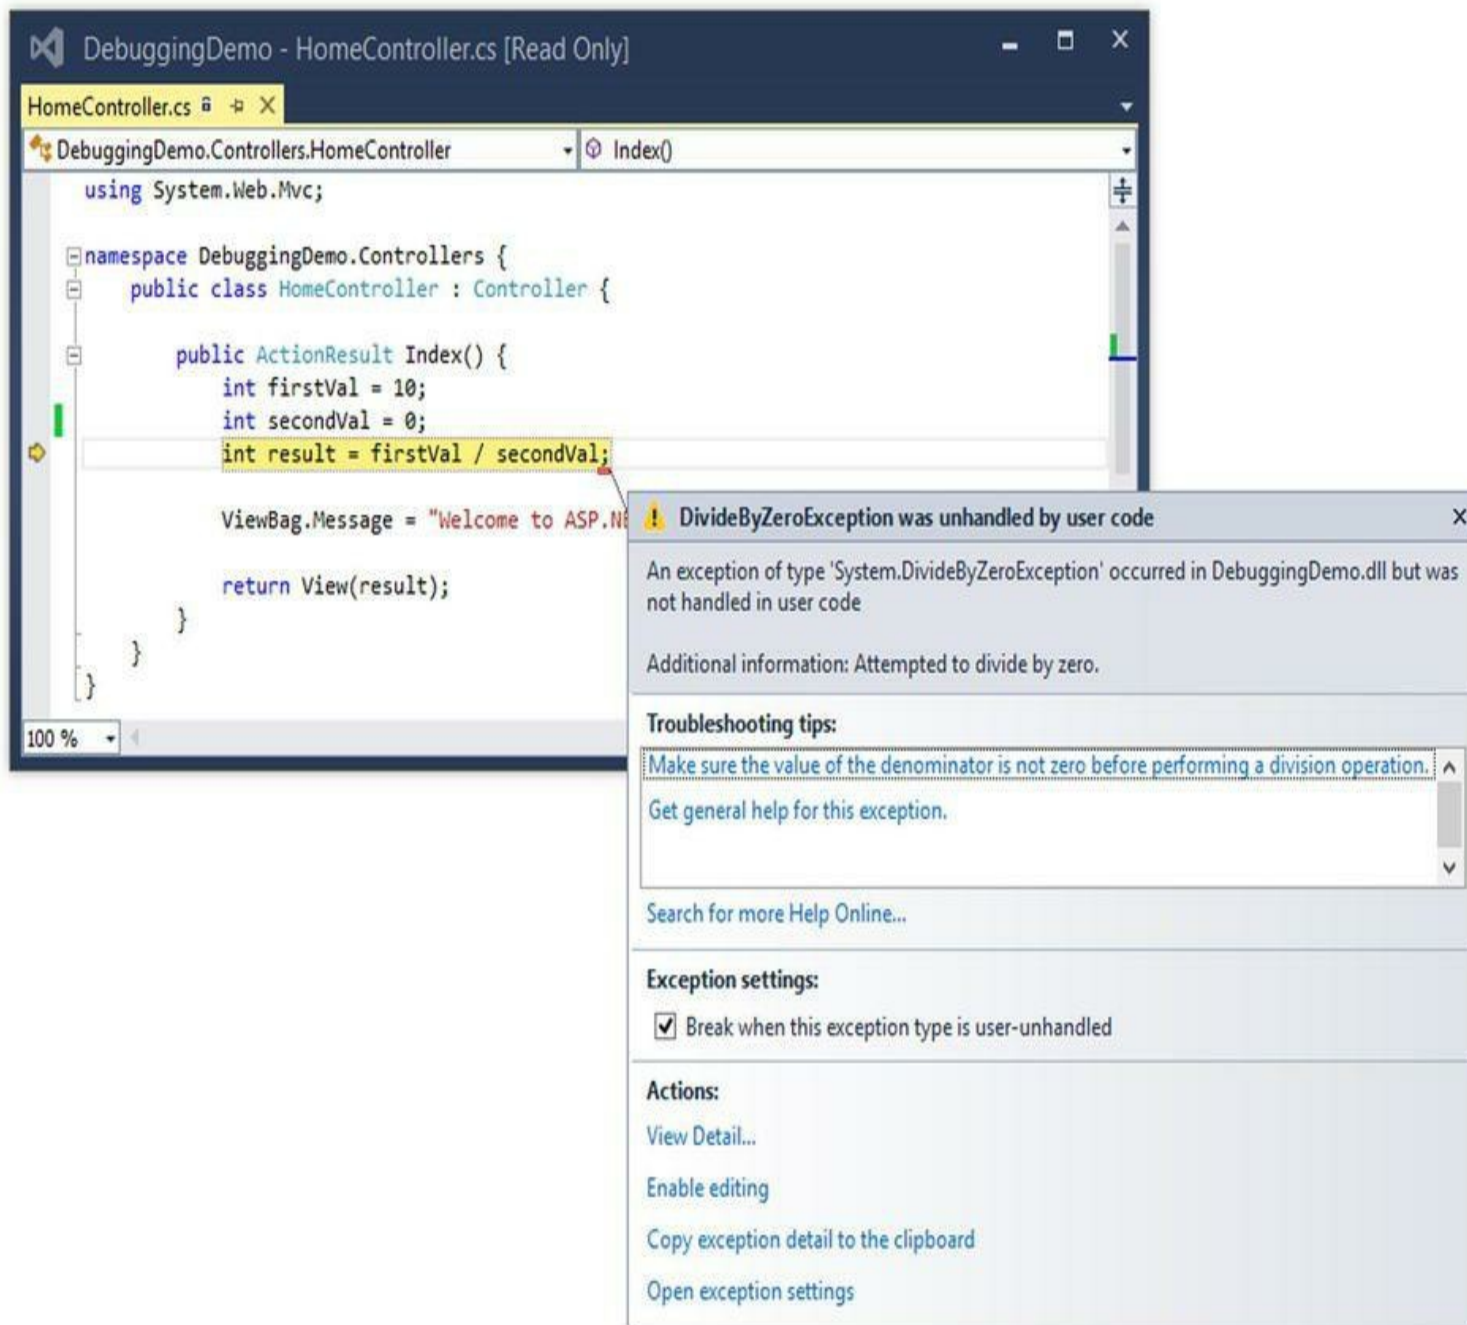 DebuggingDemo - HomeController.cs [Read Only]
HomeController.cs
DebuggingDemo.Controllers.HomeController
Index()
using System.Web.Mvc;
namespace DebuggingDemo.Controllers {
public class HomeController : Controller {
public ActionResult Index() {
int firstVal = 10;
int secondVal = 0;
int result = firstVal / secondVal;
ViewBag.Message = "Welcome to ASP.NE
return View(result);
}
}
}
100 %
DivideByZeroException was unhandled by user code
An exception of type 'System.DivideByZeroException' occurred in DebuggingDemo.dll but was
not handled in user code
Additional information: Attempted to divide by zero.
Troubleshooting tips:
Make sure the value of the denominator is not zero before performing a division operation.
Get general help for this exception.
Search for more Help Online...
Exception settings:
Break when this exception type is user-unhandled
Actions:
View Detail...
Enable editing
Copy exception detail to the clipboard
Open exception settings